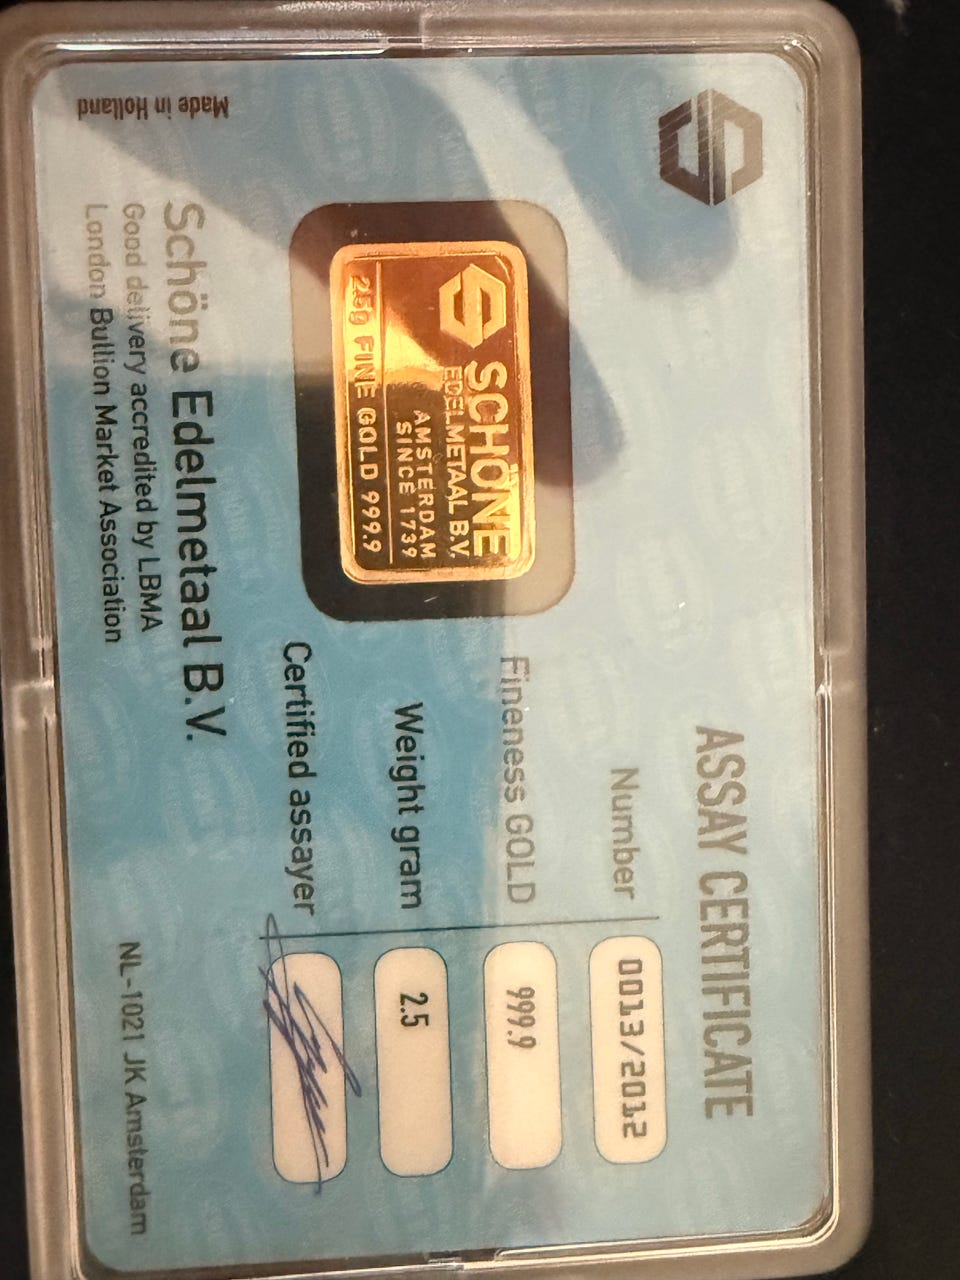 ASSAY CERTIFICATE
Number 0013/2012
Fineness GOLD 999.9
Weight gram 2.5
Certified assayer
SCHÖNE
EDELMETAAL B.V.
AMSTERDAM
SINCE 1739
2.5g FINE GOLD 999.9
Schöne Edelmetaal B.V.
Good delivery accredited by LBMA
London Bullion Market Association
NL-1021 JK Amsterdam
Made in Holland